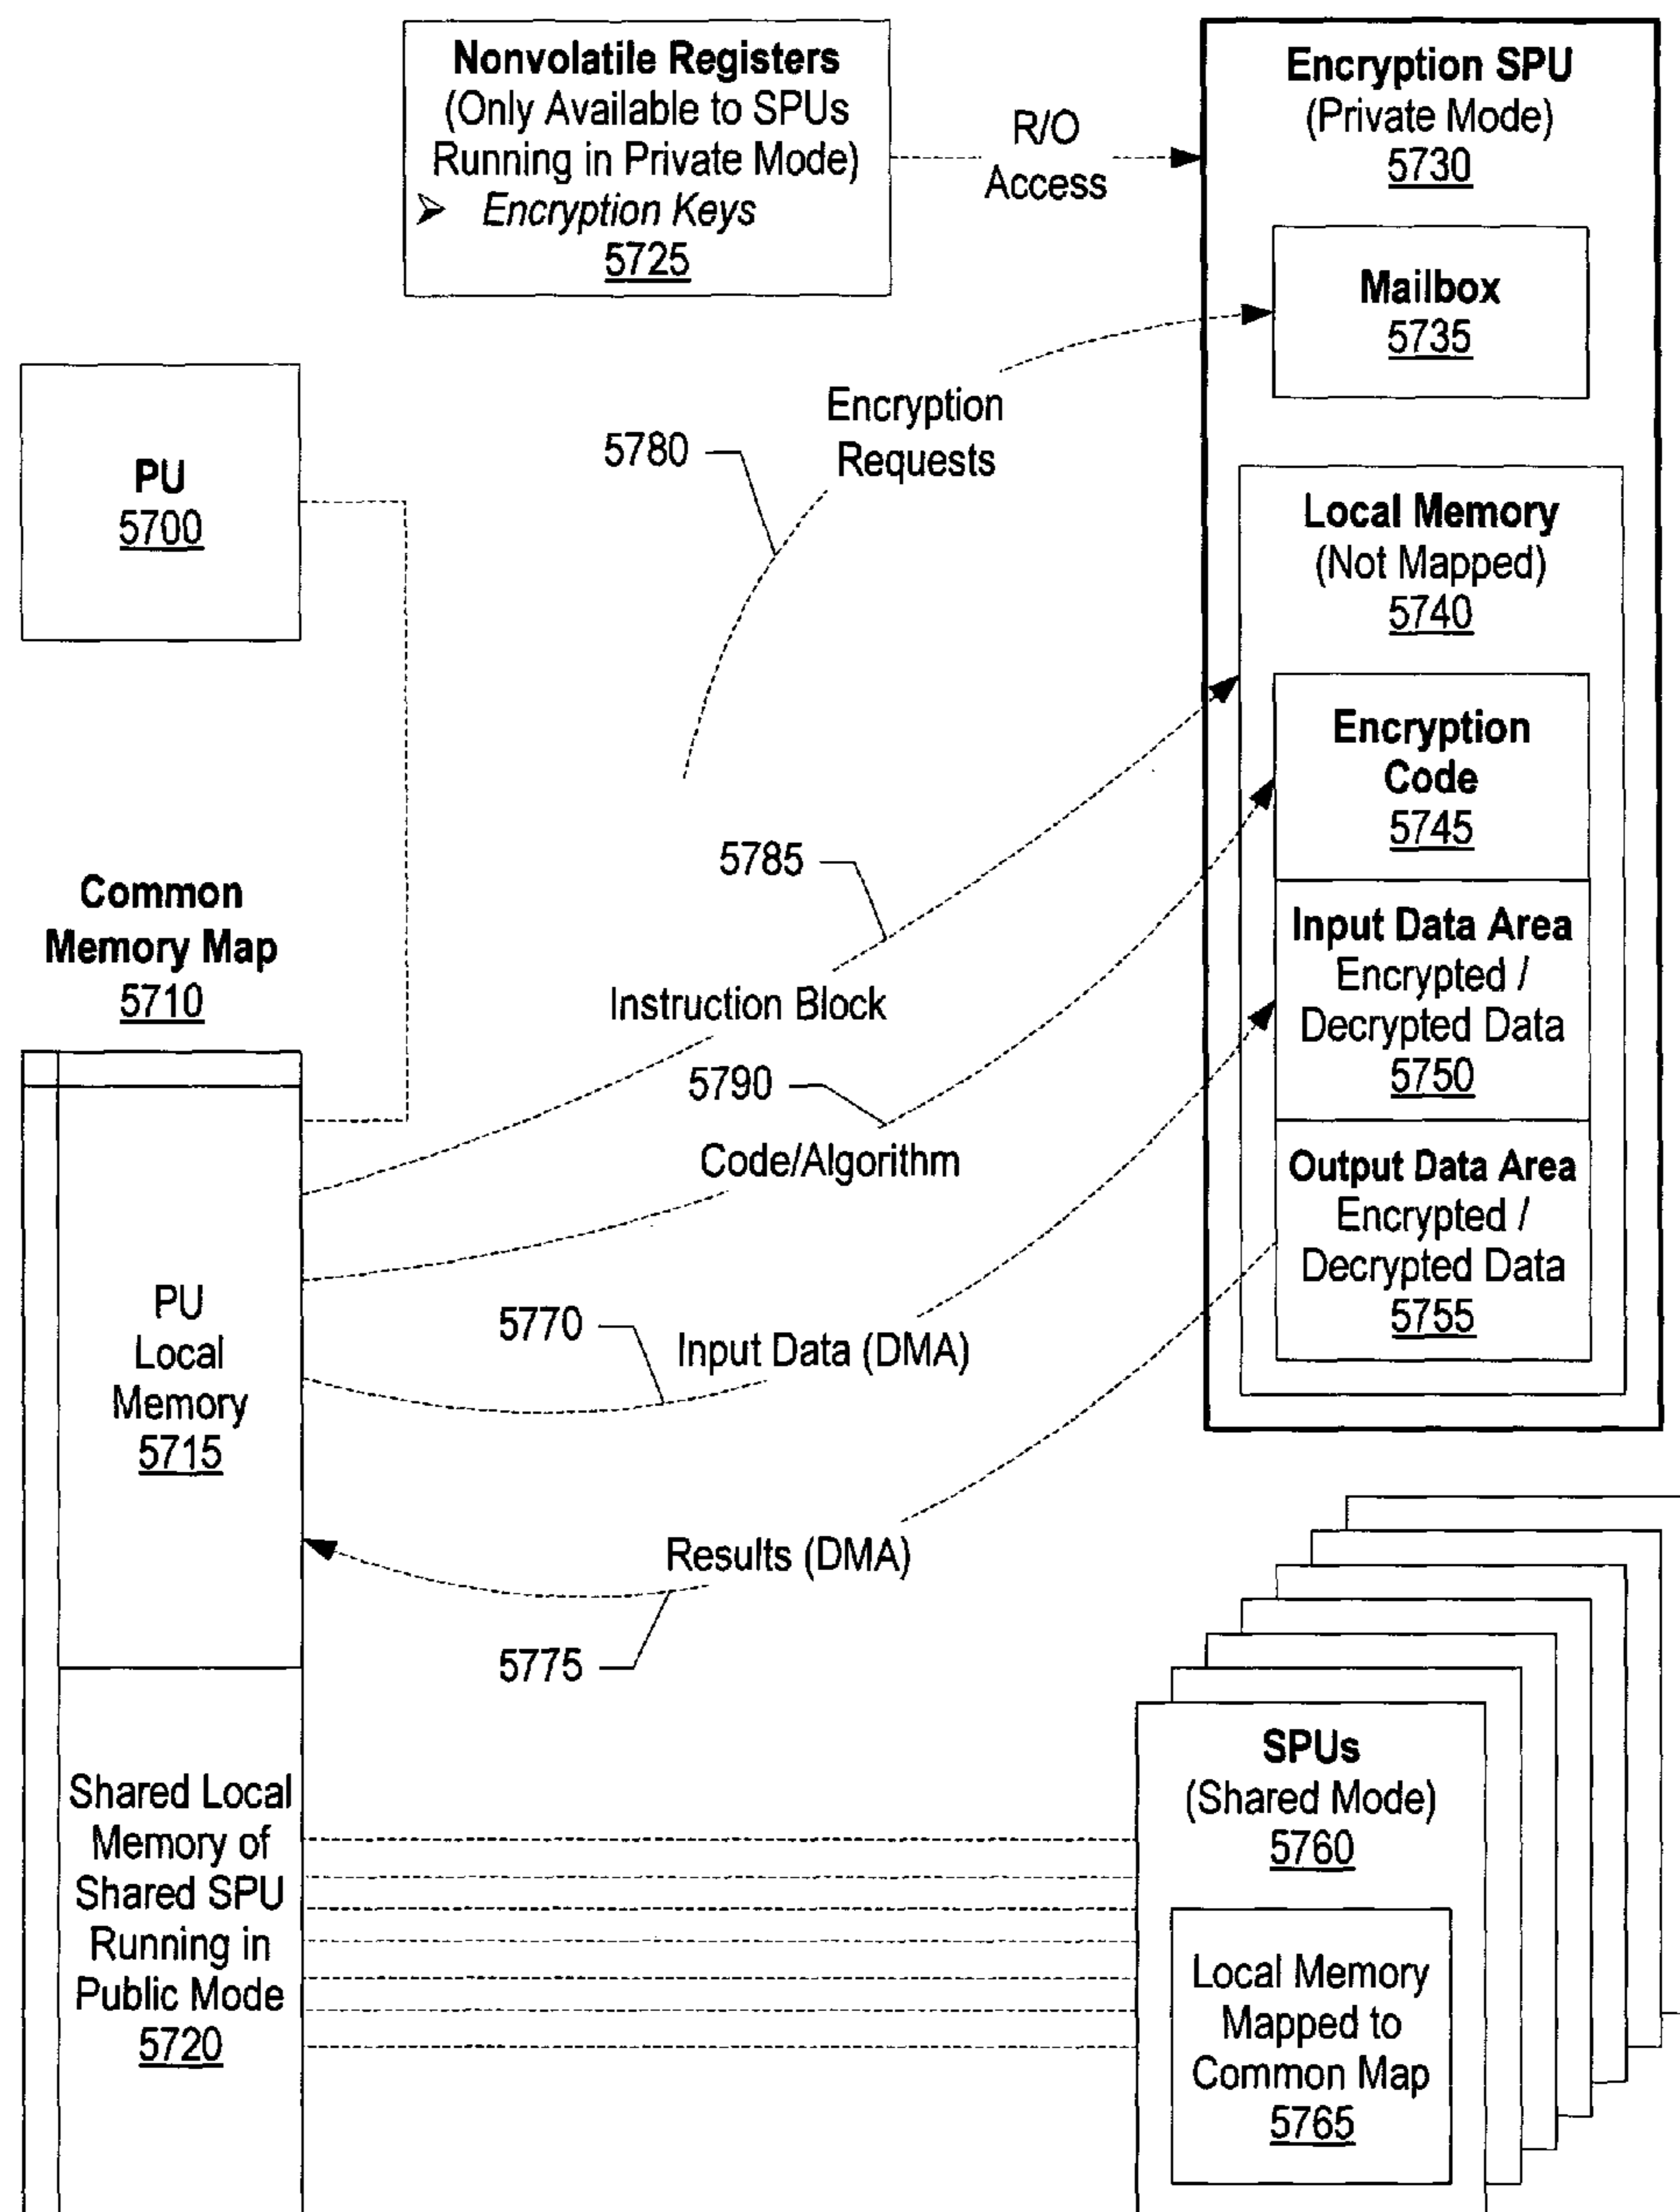 Nonvolatile Registers
(Only Available to SPUs
Running in Private Mode)
➢ Encryption Keys
5725
R/O
Access
Encryption SPU
(Private Mode)
5730
Mailbox
5735
PU
5700
5780
Encryption
Requests
Local Memory
(Not Mapped)
5740
Encryption
Code
5745
Input Data Area
Encrypted /
Decrypted Data
5750
Output Data Area
Encrypted /
Decrypted Data
5755
Common
Memory Map
5710
5785
Instruction Block
5790
Code/Algorithm
5770
Input Data (DMA)
Results (DMA)
5775
PU
Local
Memory
5715
Shared Local
Memory of
Shared SPU
Running in
Public Mode
5720
SPUs
(Shared Mode)
5760
Local Memory
Mapped to
Common Map
5765